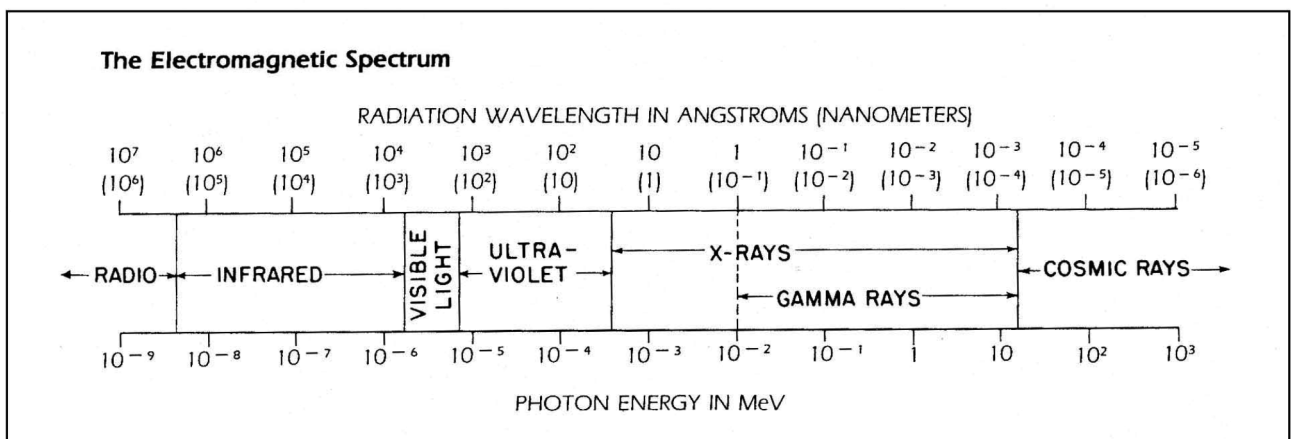 The Electromagnetic Spectrum
RADIATION WAVELENGTH IN ANGSTROMS (NANOMETERS)
10⁷ 10⁶ 10⁵ 10⁴ 10³ 10² 10 1 10⁻¹ 10⁻² 10⁻³ 10⁻⁴ 10⁻⁵
(10⁶) (10⁵) (10⁴) (10³) (10²) (10) (1) (10⁻¹) (10⁻²) (10⁻³) (10⁻⁴) (10⁻⁵) (10⁻⁶)
RADIO
INFRARED
VISIBLE
LIGHT
ULTRA-
VIOLET
X-RAYS
GAMMA RAYS
COSMIC RAYS
10⁻⁹ 10⁻⁸ 10⁻⁷ 10⁻⁶ 10⁻⁵ 10⁻⁴ 10⁻³ 10⁻² 10⁻¹ 1 10 10² 10³
PHOTON ENERGY IN MeV